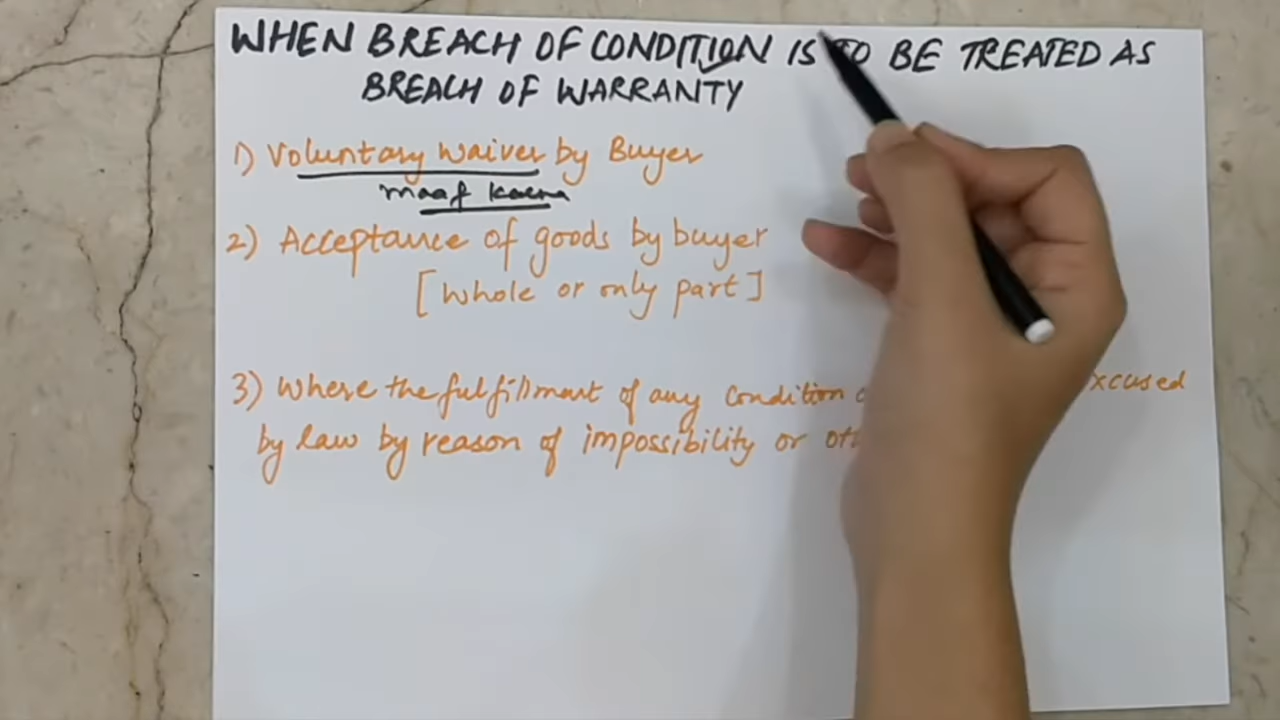 WHEN BREACH OF CONDITION IS TO BE TREATED AS
BREACH OF WARRANTY
1) Voluntary Waiver by Buyer
maaf karna
2) Acceptance of goods by buyer
[Whole or only part]
3) Where the fulfillment of any condition
by law by reason of impossibility or